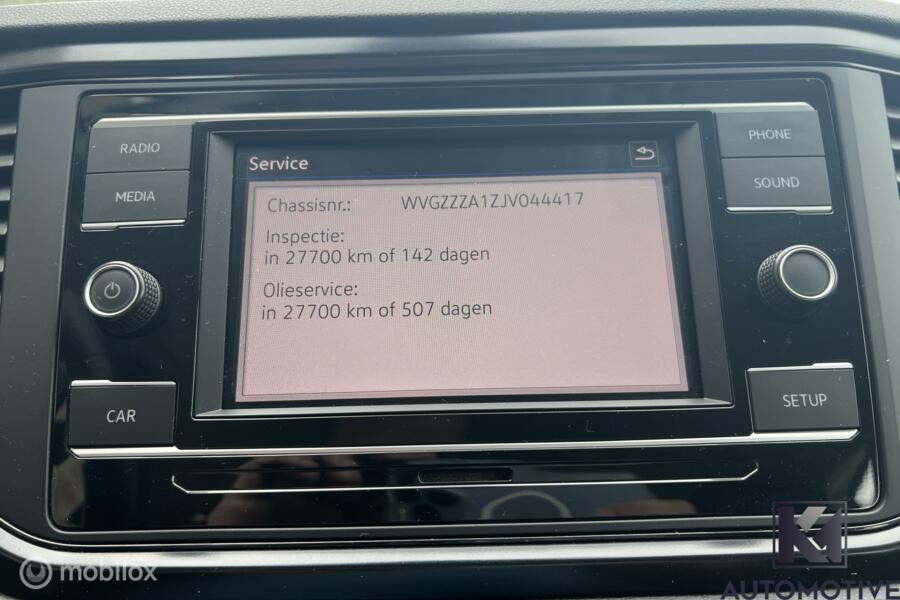 RADIO
MEDIA
CAR
Service
Chassisnr.: WVGZZZA1ZJV044417
Inspectie:
in 27700 km of 142 dagen
Olieservice:
in 27700 km of 507 dagen
PHONE
SOUND
SETUP
mobilox
KM
AUTOMOTIVE